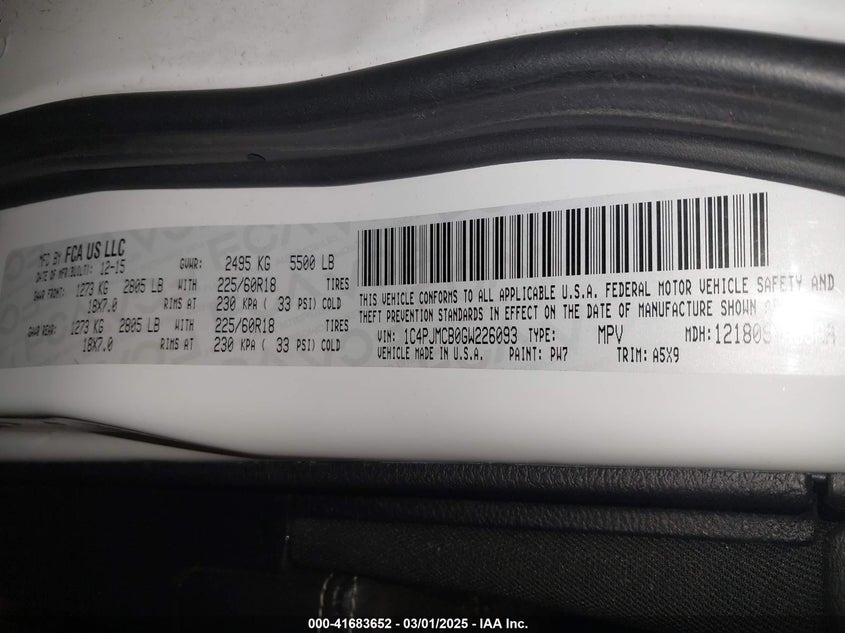 MFD BY FCA US LLC
DATE OF MFR.(BUILT): 12-15 GVWR: 2495 KG 5500 LB
GAWR FRONT: 1273 KG 2805 LB WITH 225/60R18 TIRES
18X7.0 RIMS AT 230 KPA ( 33 PSI) COLD
GAWR REAR: 1273 KG 2805 LB WITH 225/60R18 TIRES
18X7.0 RIMS AT 230 KPA ( 33 PSI) COLD
THIS VEHICLE CONFORMS TO ALL APPLICABLE U.S.A. FEDERAL MOTOR VEHICLE SAFETY AND
THEFT PREVENTION STANDARDS IN EFFECT ON THE DATE OF MANUFACTURE SHOWN
VIN: 1C4PJMCB0GW226093 TYPE: MPV MDH:
VEHICLE MADE IN U.S.A. PAINT: PW7 TRIM: A5X9
000-41683652 - 03/01/2025 - IAA Inc.